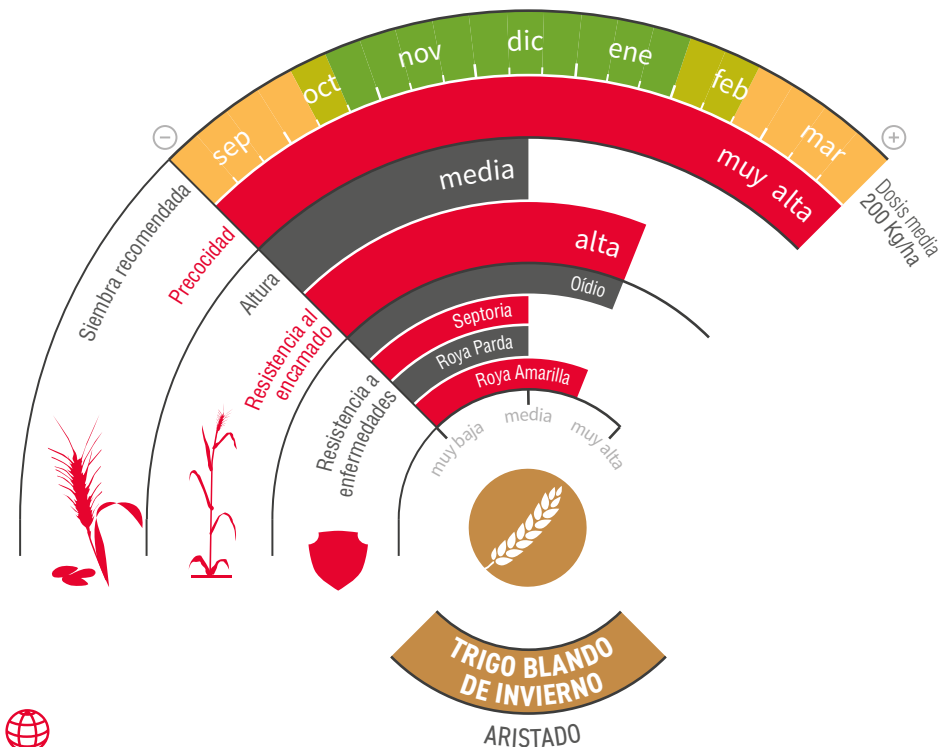 sep
oct
nov
dic
ene
feb
mar
−
+
Siembra recomendada
Dosis media
200 Kg/ha
Precocidad
muy alta
Altura
media
Resistencia al
encamado
alta
Resistencia a
enfermedades
Oídio
Septoria
Roya Parda
Roya Amarilla
muy baja
media
muy alta
TRIGO BLANDO
DE INVIERNO
ARISTADO